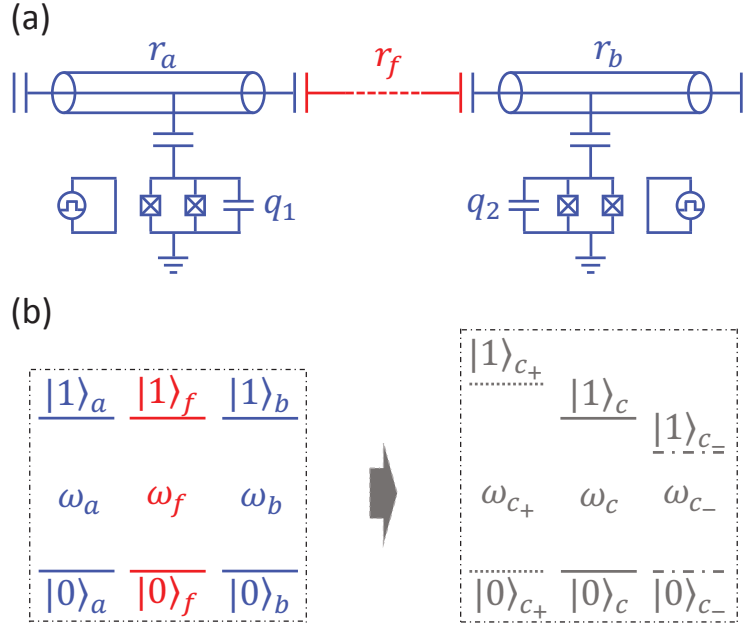 (a)
r_a r_f r_b
q_1 q_2
(b)
|1⟩_{c_+}
|1⟩_a |1⟩_f |1⟩_b |1⟩_c
|1⟩_{c_-}
ω_a ω_f ω_b ω_{c_+} ω_c ω_{c_-}
|0⟩_a |0⟩_f |0⟩_b |0⟩_{c_+} |0⟩_c |0⟩_{c_-}